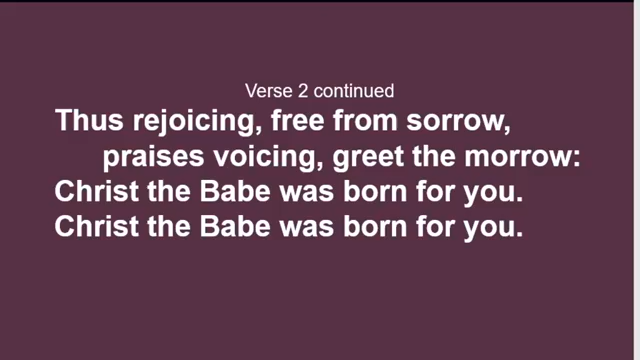 Verse 2 continued
Thus rejoicing, free from sorrow,
praises voicing, greet the morrow:
Christ the Babe was born for you.
Christ the Babe was born for you.